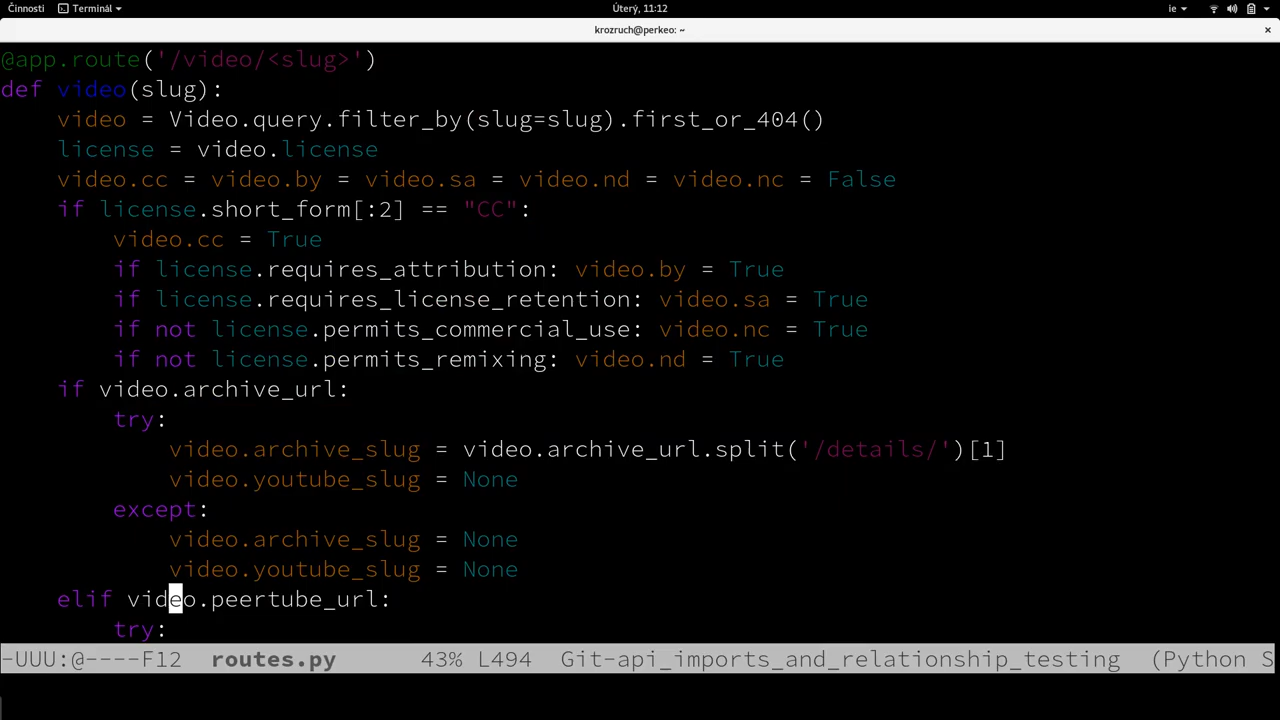 Činnosti Terminál Úterý, 11:12 ie
krozruch@perkeo: ~
@app.route('/video/<slug>')
def video(slug):
    video = Video.query.filter_by(slug=slug).first_or_404()
    license = video.license
    video.cc = video.by = video.sa = video.nd = video.nc = False
    if license.short_form[:2] == "CC":
        video.cc = True
        if license.requires_attribution: video.by = True
        if license.requires_license_retention: video.sa = True
        if not license.permits_commercial_use: video.nc = True
        if not license.permits_remixing: video.nd = True
    if video.archive_url:
        try:
            video.archive_slug = video.archive_url.split('/details/')[1]
            video.youtube_slug = None
        except:
            video.archive_slug = None
            video.youtube_slug = None
    elif video.peertube_url:
        try:
-UUU:@----F12  routes.py      43% L494  Git-api_imports_and_relationship_testing  (Python S